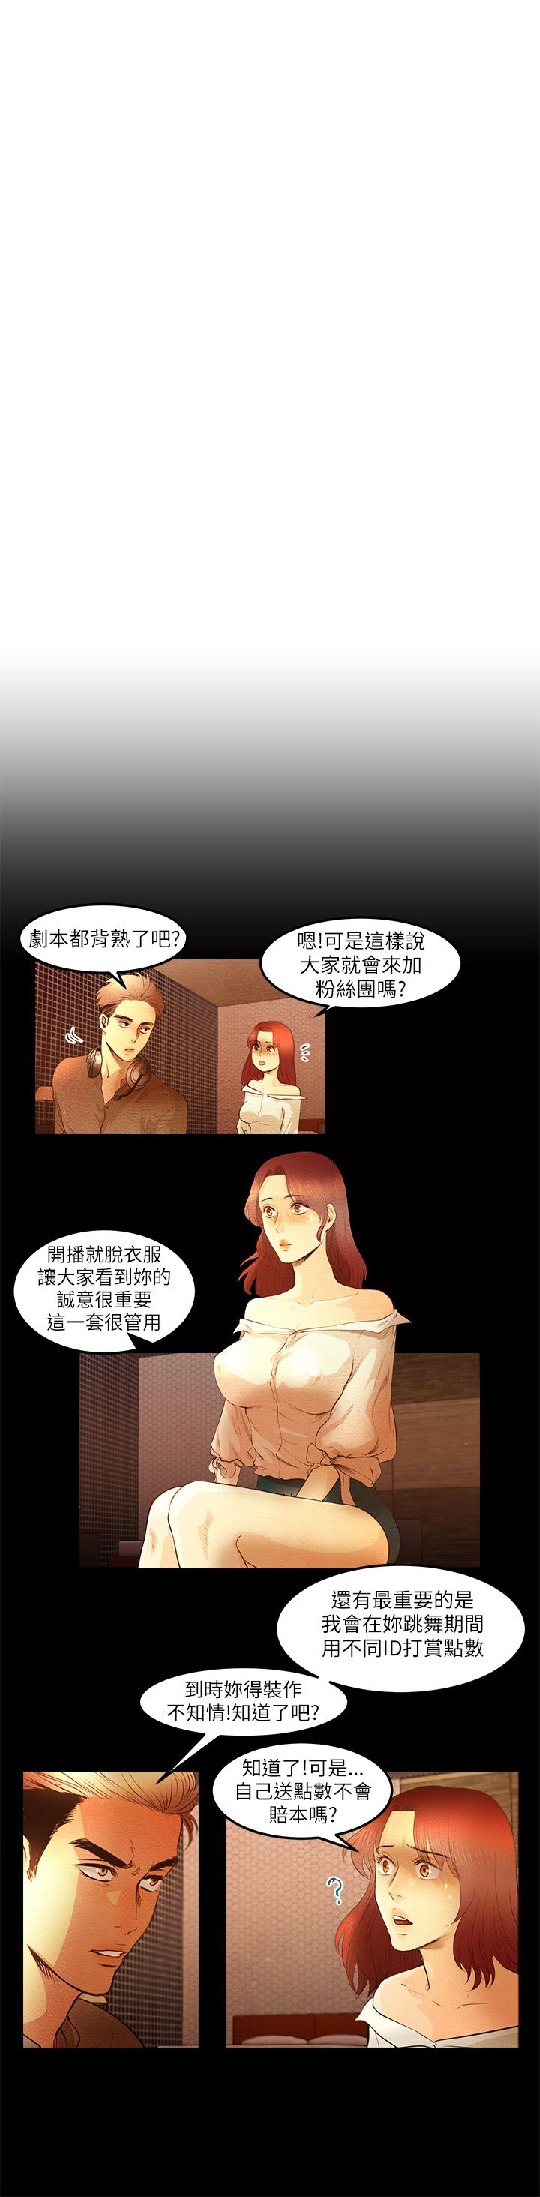 劇本都背熟了吧?
嗯!可是這樣說
大家就會來加
粉絲團嗎?
開播就脫衣服
讓大家看到妳的
誠意很重要
這一套很管用
還有最重要的是
我會在妳跳舞期間
用不同ID打賞點數
到時妳得裝作
不知情!知道了吧?
知道了!可是...
自己送點數不會
賠本嗎?
?